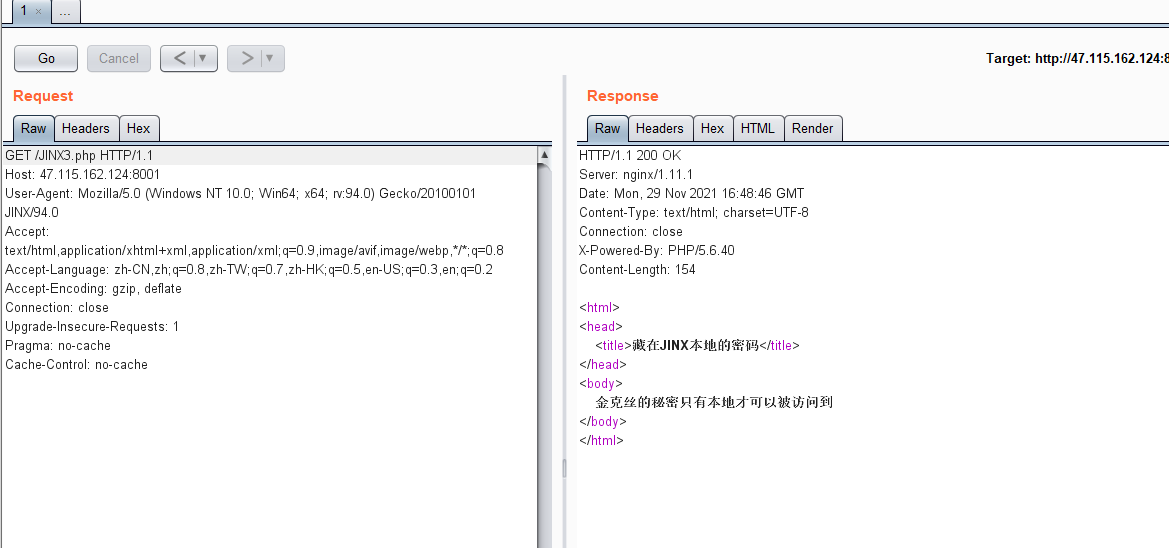 1 × ...
Go Cancel < ▼ > ▼ Target: http://47.115.162.124:8
Request
Raw Headers Hex
GET /JINX3.php HTTP/1.1
Host: 47.115.162.124:8001
User-Agent: Mozilla/5.0 (Windows NT 10.0; Win64; x64; rv:94.0) Gecko/20100101
JINX/94.0
Accept:
text/html,application/xhtml+xml,application/xml;q=0.9,image/avif,image/webp,*/*;q=0.8
Accept-Language: zh-CN,zh;q=0.8,zh-TW;q=0.7,zh-HK;q=0.5,en-US;q=0.3,en;q=0.2
Accept-Encoding: gzip, deflate
Connection: close
Upgrade-Insecure-Requests: 1
Pragma: no-cache
Cache-Control: no-cache
Response
Raw Headers Hex HTML Render
HTTP/1.1 200 OK
Server: nginx/1.11.1
Date: Mon, 29 Nov 2021 16:48:46 GMT
Content-Type: text/html; charset=UTF-8
Connection: close
X-Powered-By: PHP/5.6.40
Content-Length: 154
<html>
<head>
<title>藏在JINX本地的密码</title>
</head>
<body>
金克丝的秘密只有本地才可以被访问到
</body>
</html>